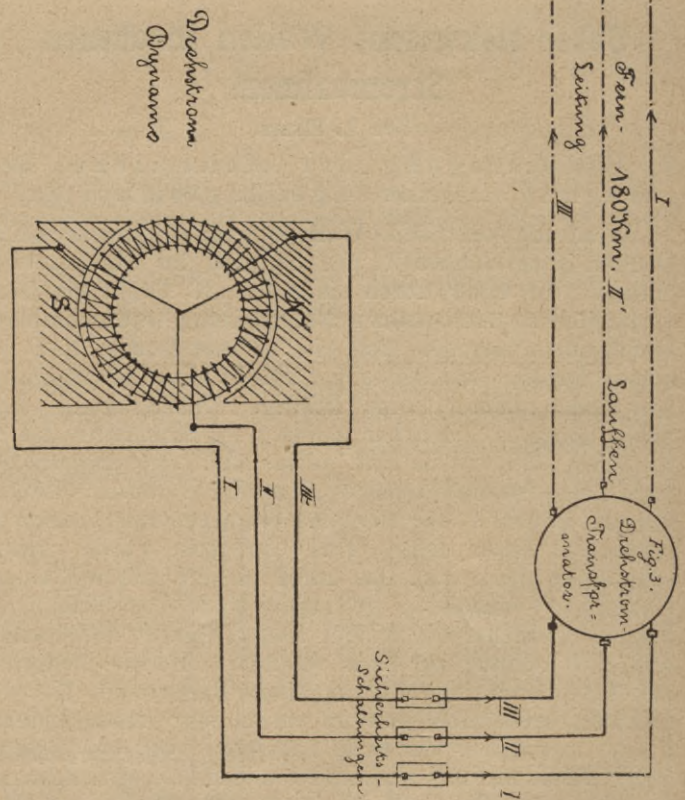 Drehstrom
Dynamo
Fern- 180 Km. II Lauffen
Leitung
I
III
N
S
Fig 3.
Drehstrom-
Transfor=
mator.
I
II
III
Sicherheits-
Schaltungen.
III
II
I